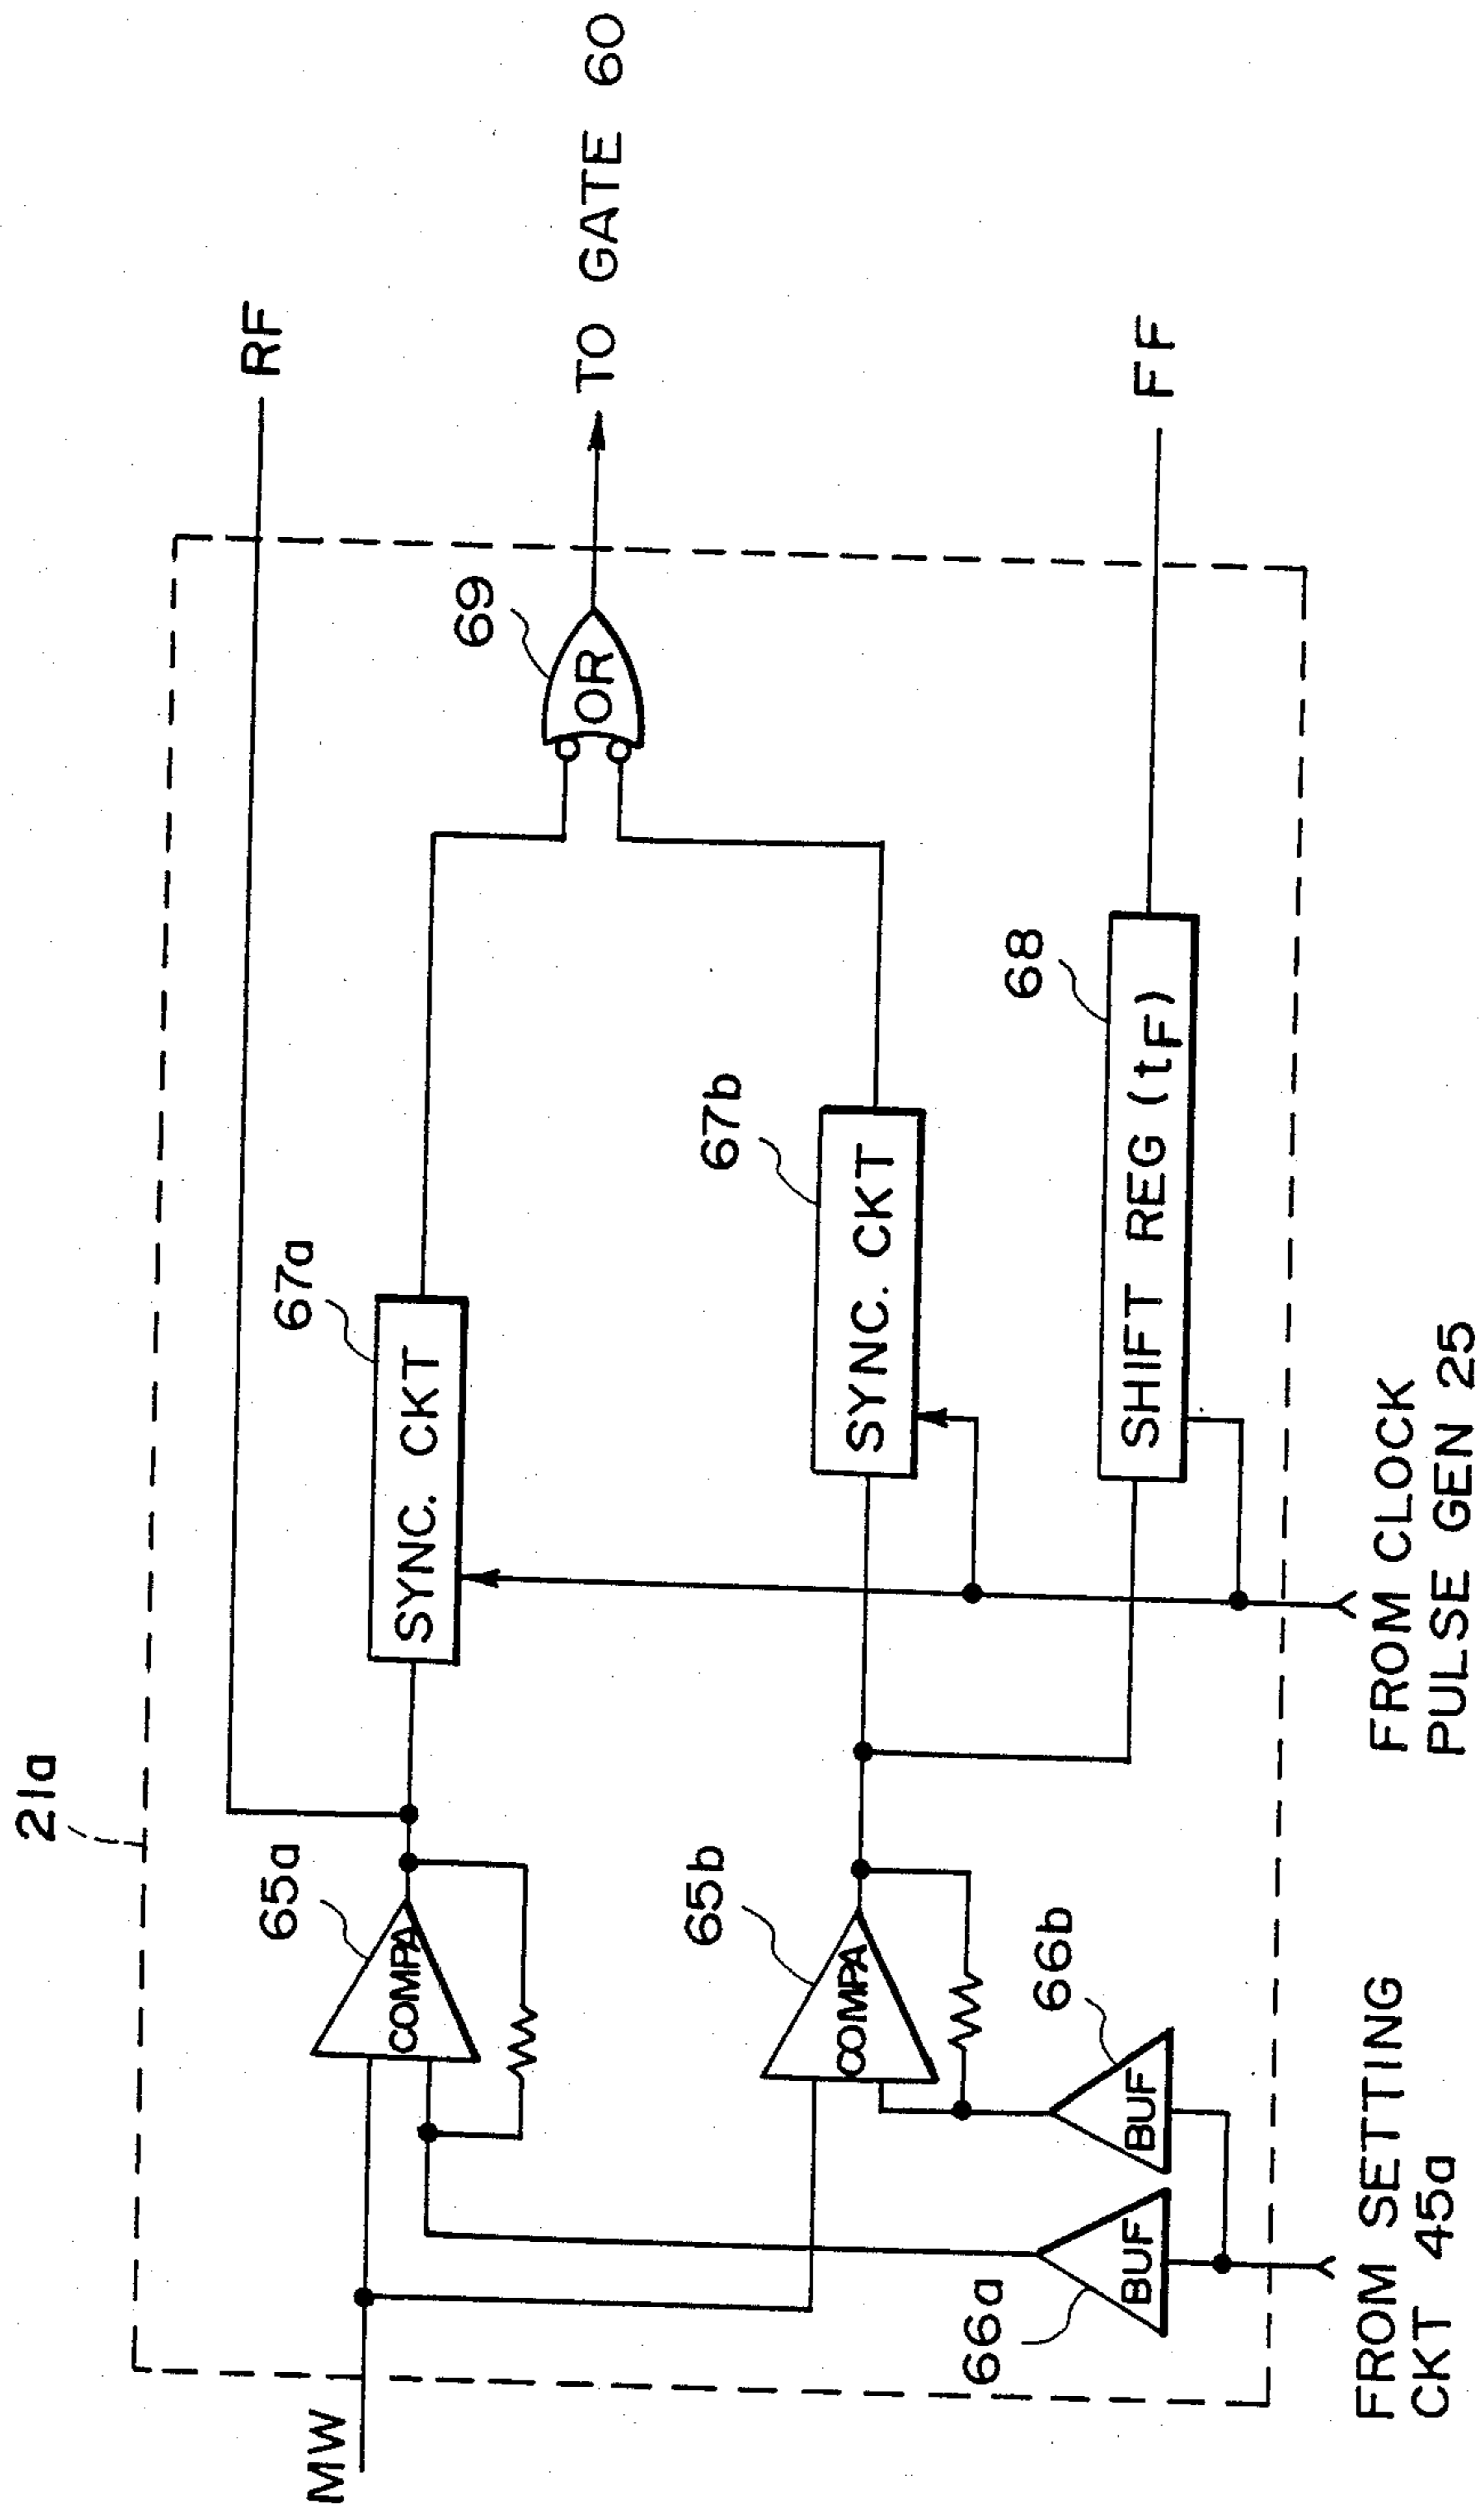 21a
MW
65a
COMPA
67a
SYNC. CKT
RF
69
OR
TO GATE 60
65b
COMPA
67b
SYNC. CKT
66a
BUF
66b
BUF
68
SHIFT REG (tF)
FF
FROM SETTING
CKT 45a
FROM CLOCK
PULSE GEN 25